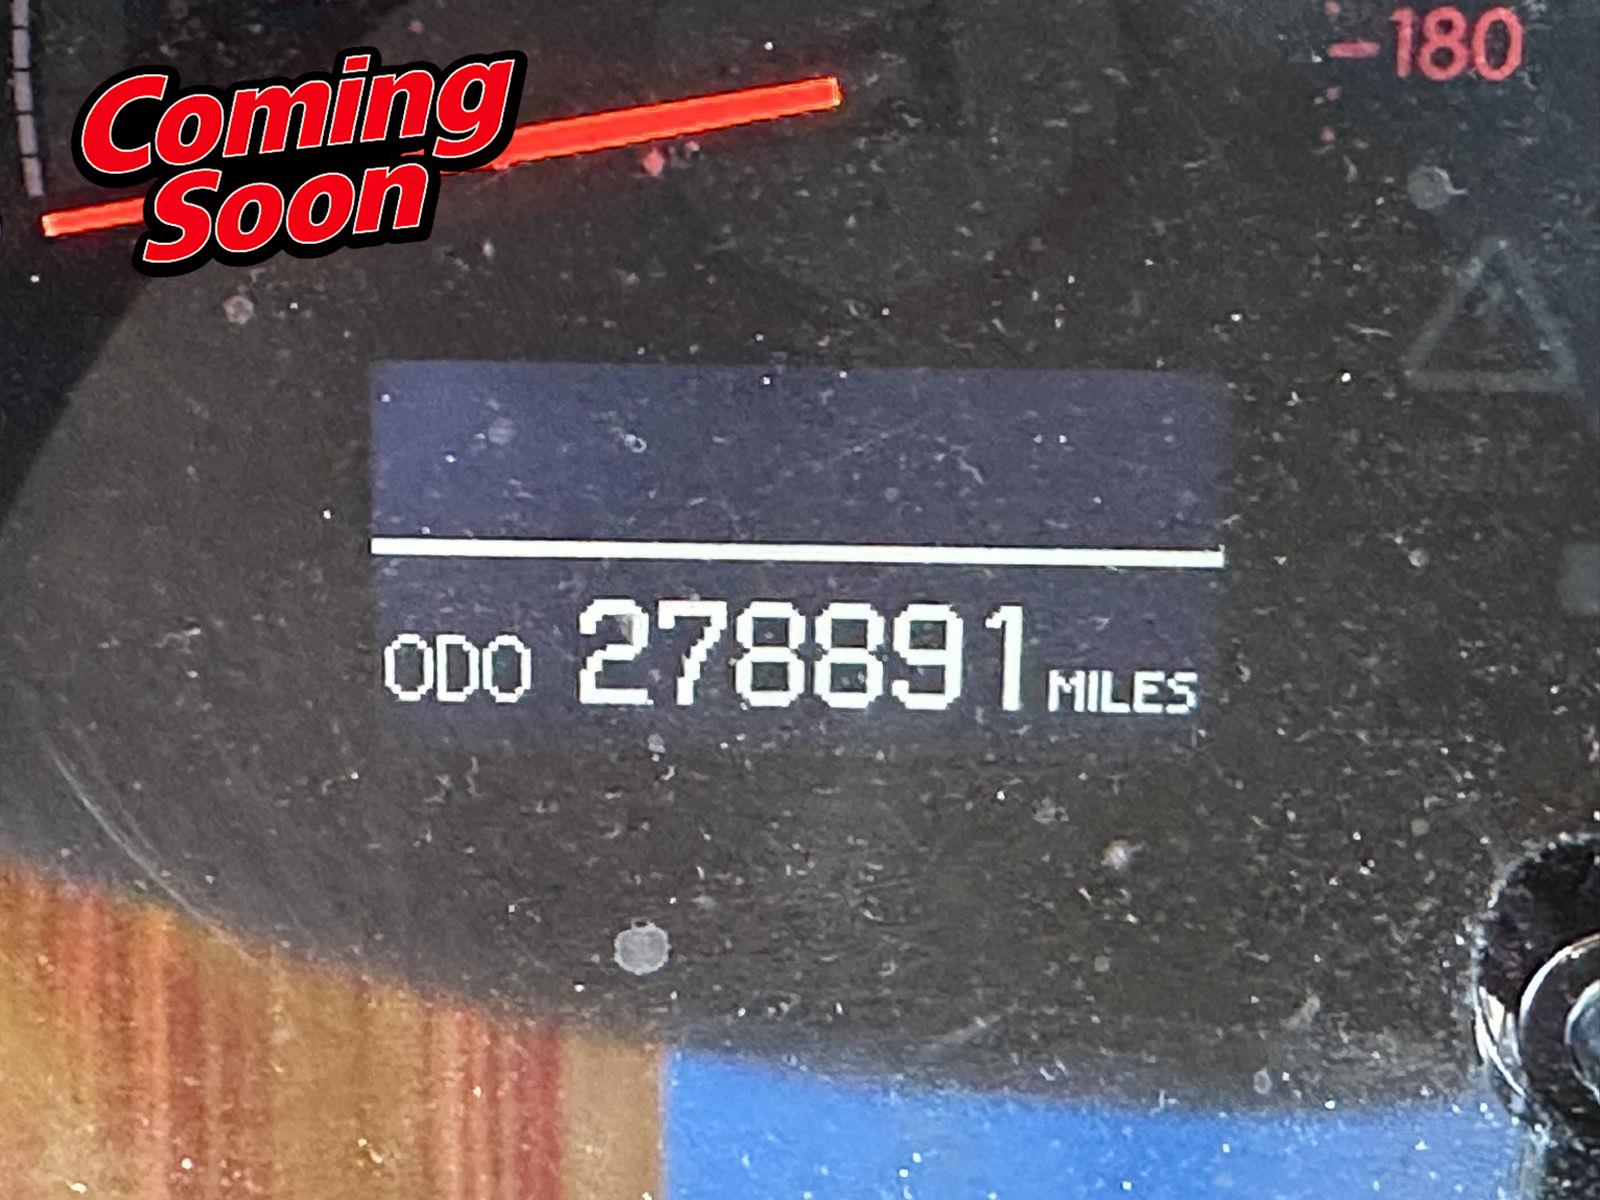 -180
Coming
Soon
ODO 278891 MILES